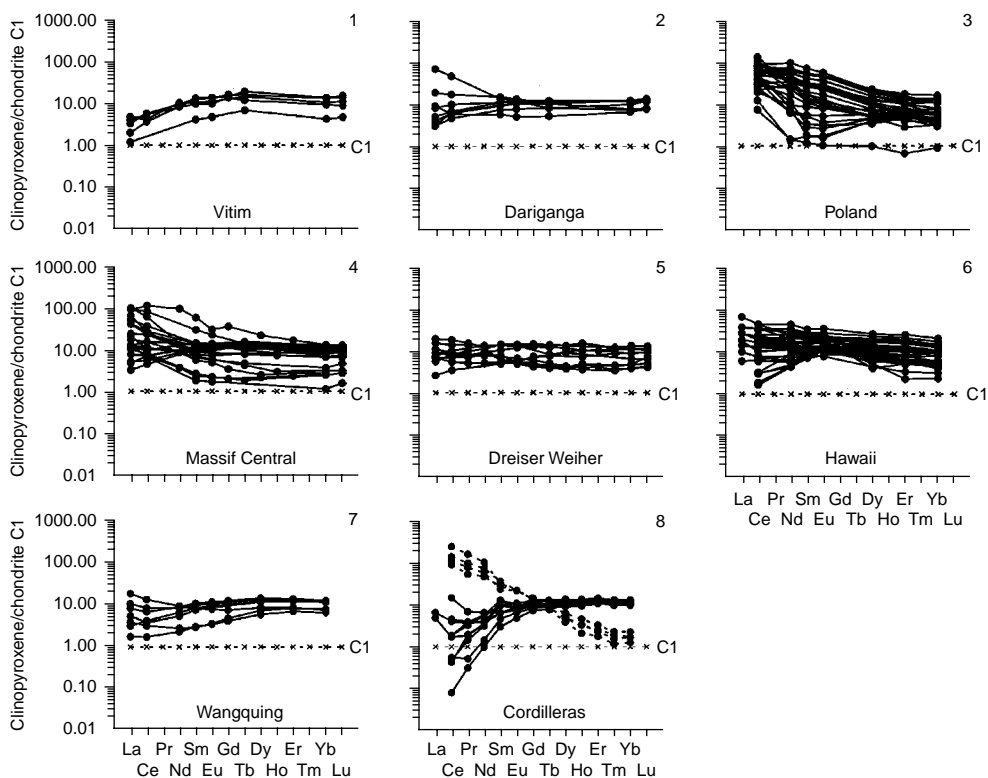 1
1000.00
100.00
10.00
1.00
0.10
0.01
Clinopyroxene/chondrite C1
C1
Vitim
2
C1
Dariganga
3
C1
Poland
4
1000.00
100.00
10.00
1.00
0.10
0.01
Clinopyroxene/chondrite C1
C1
Massif Central
5
C1
Dreiser Weiher
6
C1
Hawaii
La Pr Sm Gd Dy Er Yb
Ce Nd Eu Tb Ho Tm Lu
7
1000.00
100.00
10.00
1.00
0.10
0.01
Clinopyroxene/chondrite C1
C1
Wangquing
La Pr Sm Gd Dy Er Yb
Ce Nd Eu Tb Ho Tm Lu
8
C1
Cordilleras
La Pr Sm Gd Dy Er Yb
Ce Nd Eu Tb Ho Tm Lu